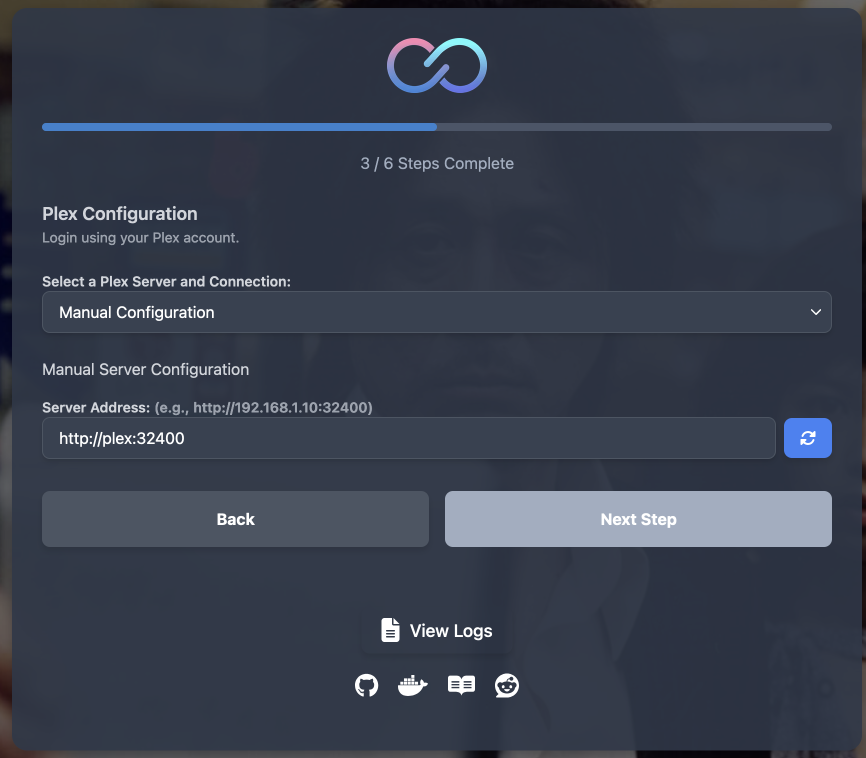 3 / 6 Steps Complete
Plex Configuration
Login using your Plex account.
Select a Plex Server and Connection:
Manual Configuration
Manual Server Configuration
Server Address: (e.g., http://192.168.1.10:32400)
http://plex:32400
Back
Next Step
View Logs